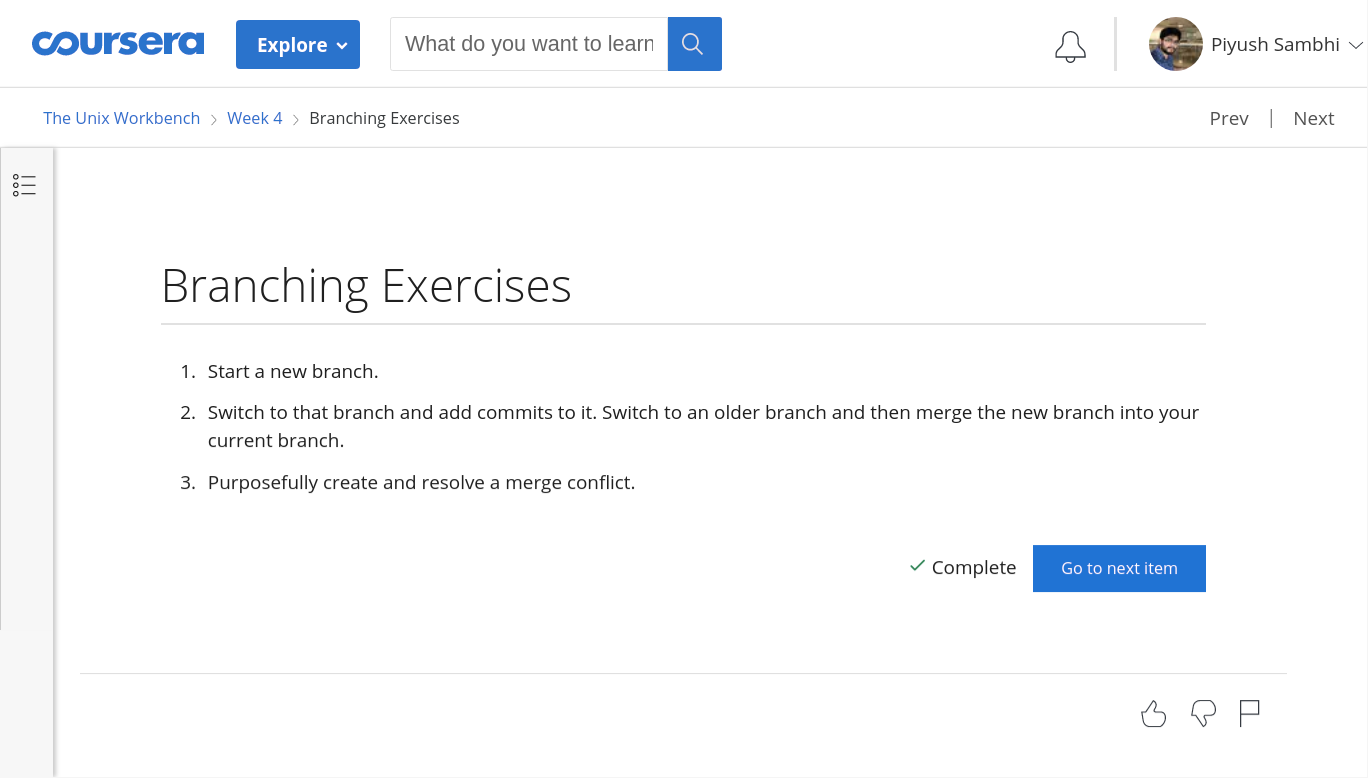 coursera
Explore
What do you want to learn
Piyush Sambhi
The Unix Workbench
Week 4
Branching Exercises
Prev
Next
Branching Exercises
1. Start a new branch.
2. Switch to that branch and add commits to it. Switch to an older branch and then merge the new branch into your
current branch.
3. Purposefully create and resolve a merge conflict.
Complete
Go to next item